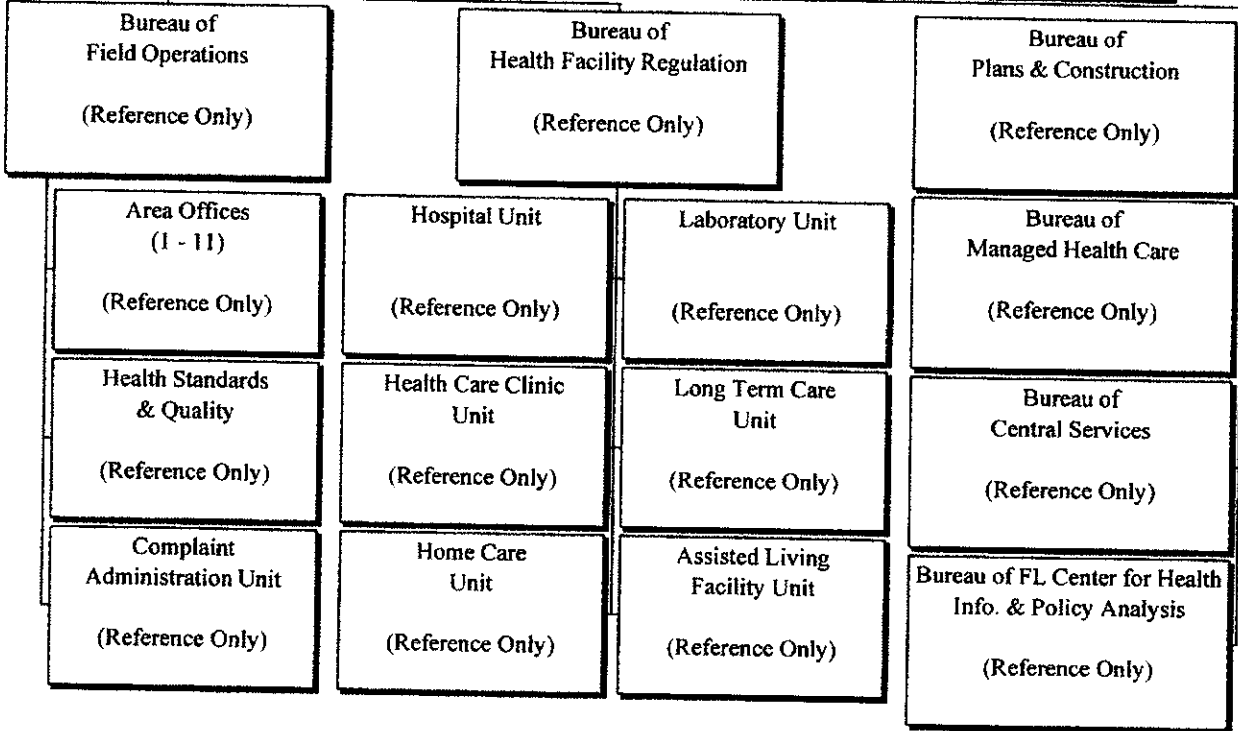 Bureau of
Field Operations
(Reference Only)
Bureau of
Health Facility Regulation
(Reference Only)
Bureau of
Plans & Construction
(Reference Only)
Area Offices
(1 - 11)
(Reference Only)
Hospital Unit
(Reference Only)
Laboratory Unit
(Reference Only)
Bureau of
Managed Health Care
(Reference Only)
Health Standards
& Quality
(Reference Only)
Health Care Clinic
Unit
(Reference Only)
Long Term Care
Unit
(Reference Only)
Bureau of
Central Services
(Reference Only)
Complaint
Administration Unit
(Reference Only)
Home Care
Unit
(Reference Only)
Assisted Living
Facility Unit
(Reference Only)
Bureau of FL Center for Health
Info. & Policy Analysis
(Reference Only)